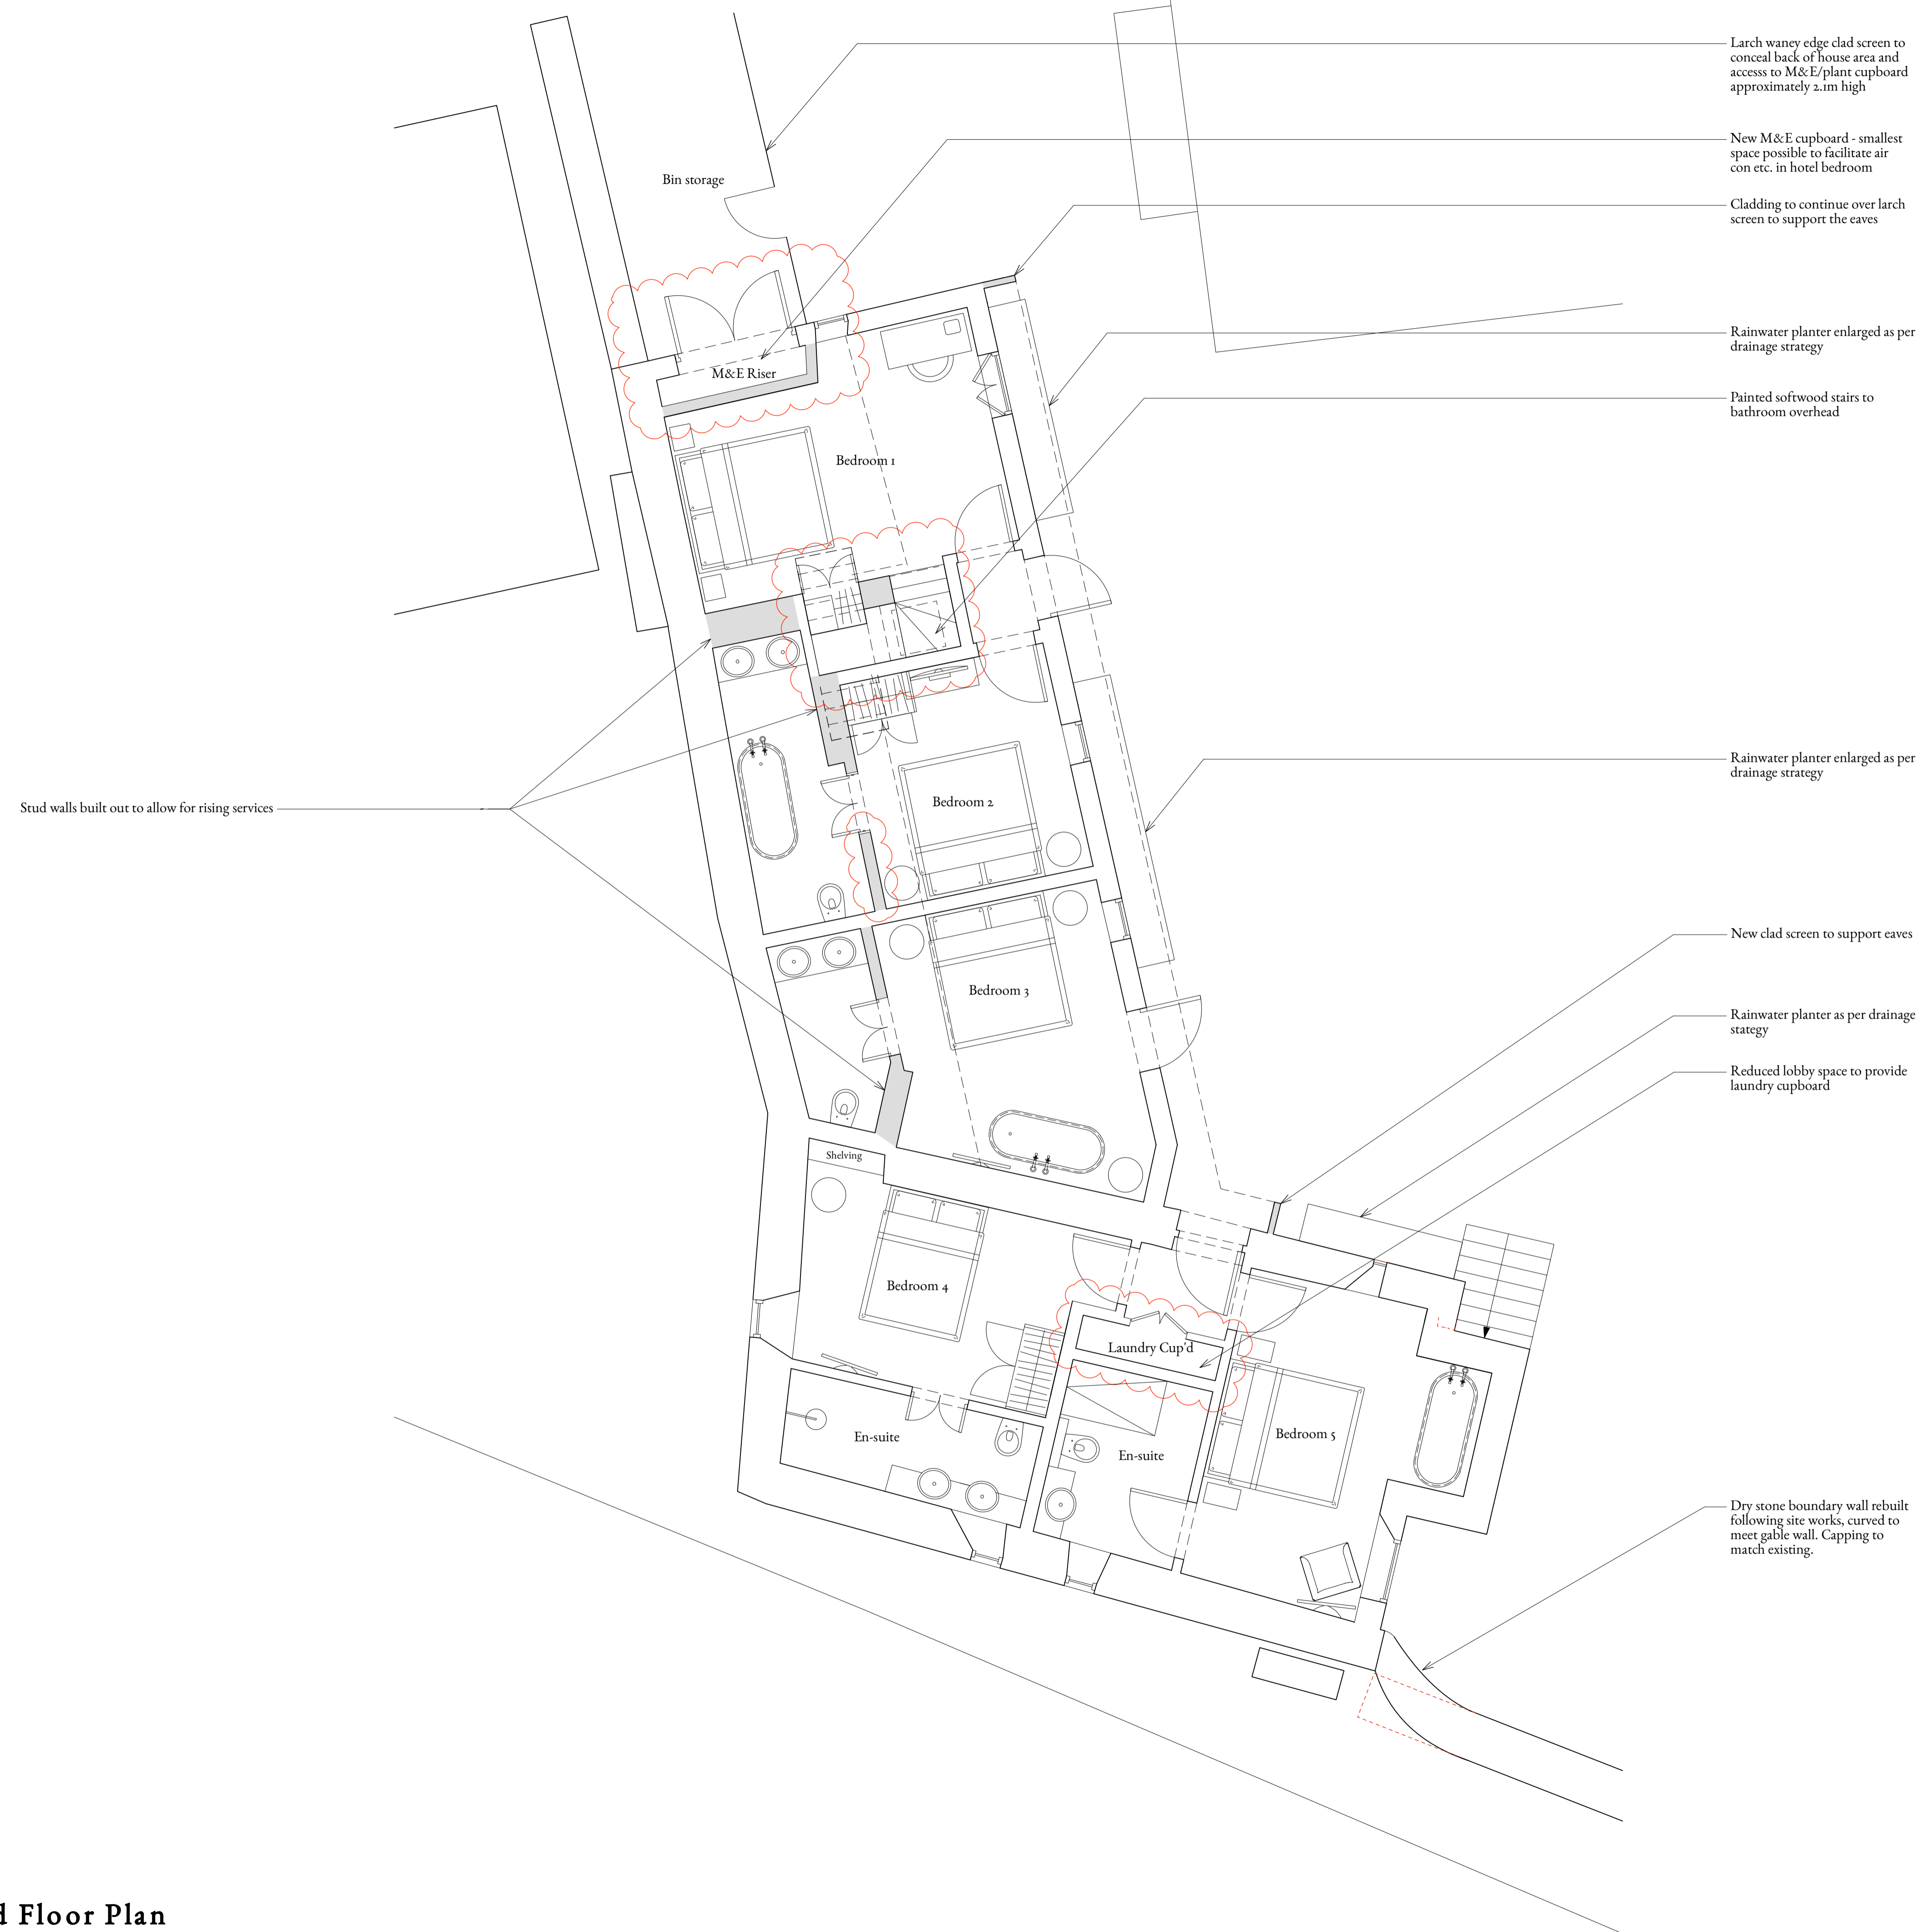 Larch waney edge clad screen to
conceal back of house area and
accesss to M&E/plant cupboard
approximately 2.1m high
New M&E cupboard - smallest
space possible to facilitate air
con etc. in hotel bedroom
Bin storage
Cladding to continue over larch
screen to support the eaves
Rainwater planter enlarged as per
drainage strategy
M&E Riser
Painted softwood stairs to
bathroom overhead
Bedroom 1
Rainwater planter enlarged as per
drainage strategy
Stud walls built out to allow for rising services
Bedroom 2
New clad screen to support eaves
Bedroom 3
Rainwater planter as per drainage
stategy
Reduced lobby space to provide
laundry cupboard
Shelving
Bedroom 4
Laundry Cup'd
Bedroom 5
En-suite
En-suite
Dry stone boundary wall rebuilt
following site works, curved to
meet gable wall. Capping to
match existing.
d Floor Plan